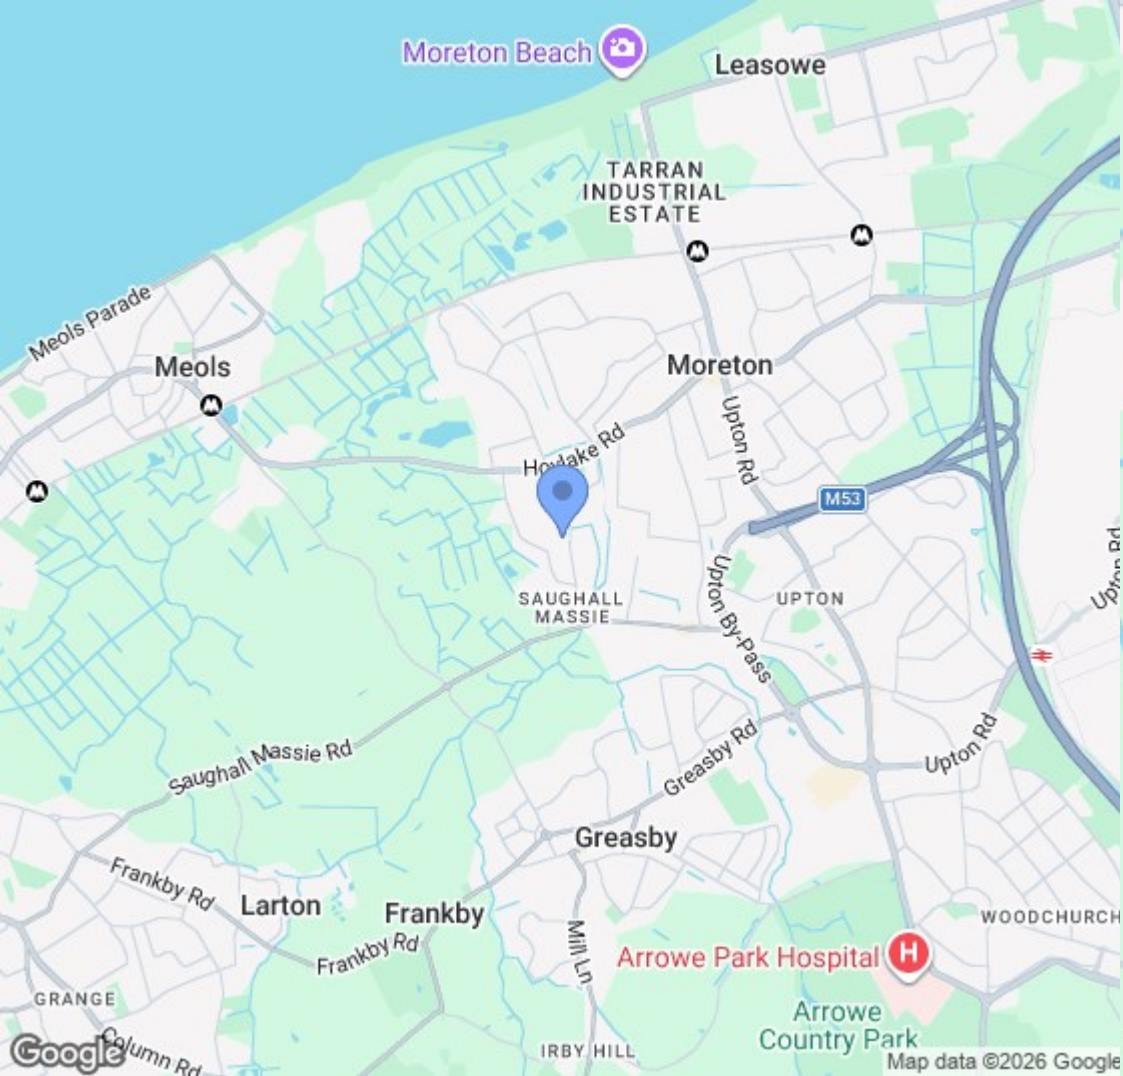 Moreton Beach
Leasowe
TARRAN
INDUSTRIAL
ESTATE
Meols Parade
Meols
Moreton
Upton Rd
Hoylake Rd
M53
Upton Rd
SAUGHALL
MASSIE
Upton By-Pass
UPTON
Saughall Massie Rd
Greasby Rd
Upton Rd
Greasby
Frankby Rd
Larton
Frankby
Frankby Rd
Mill Ln
WOODCHURCH
Arrowe Park Hospital
H
GRANGE
Arrowe
Country Park
Column Rd
IRBY HILL
Google
Map data ©2026 Google